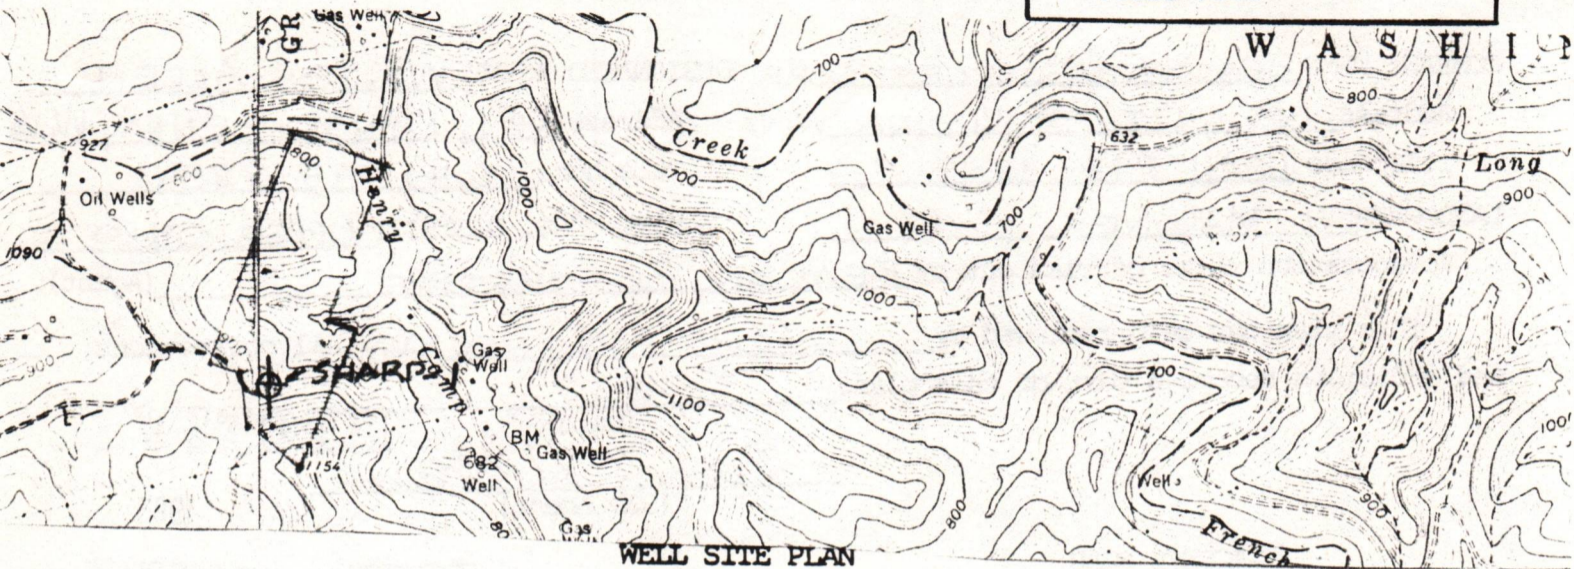 Gas Well
GR
W A S H I
700
800
632
Creek
927
800
Long
700
800
Oil Wells
Henry
1000
900
700
Gas Well
1090
1000
Gas
Well
SHARP 1
Camp
900
700
1100
BM
Gas Well
1154
682
Well
Well
900
800
80
Gas
French
WELL SITE PLAN